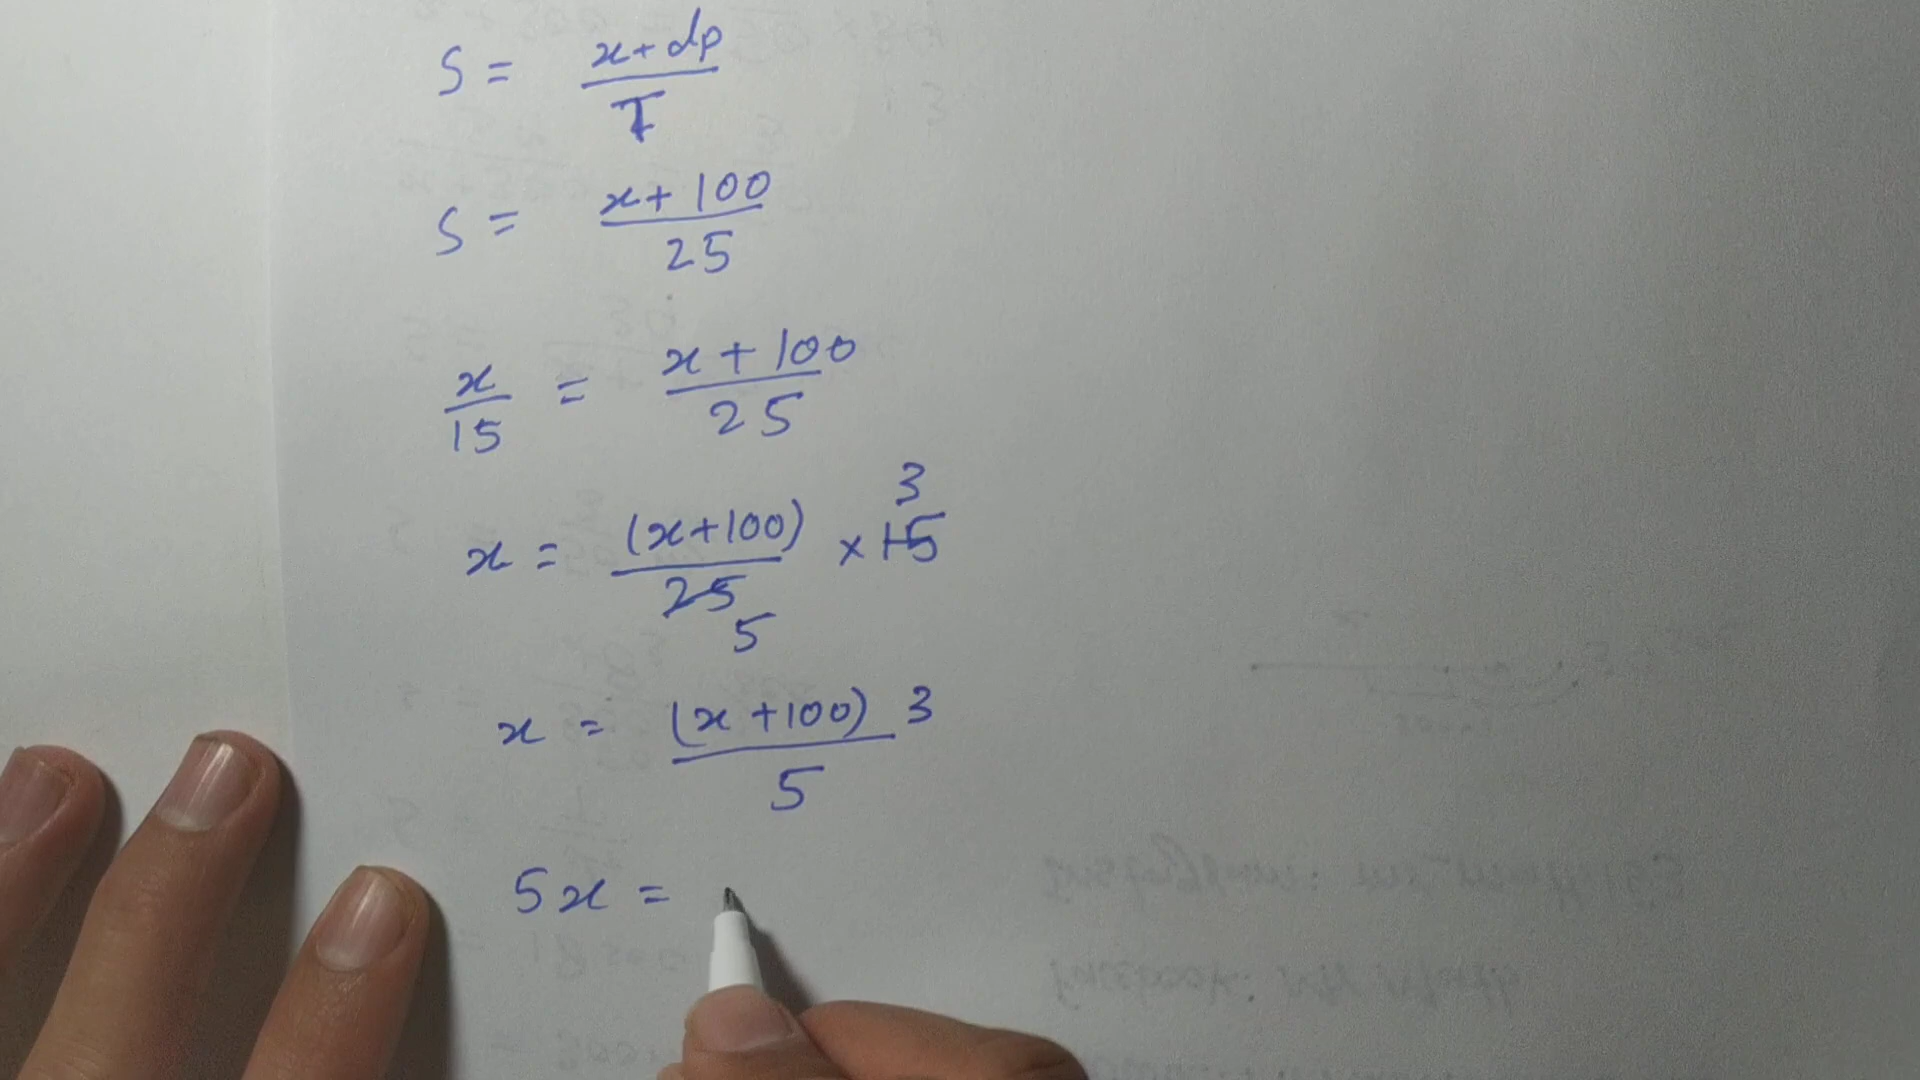 S = x+dp / T
S = x+100 / 25
x/15 = x+100 / 25
3
x = (x+100) / 25 × 15
5
x = (x+100) 3 / 5
5x =